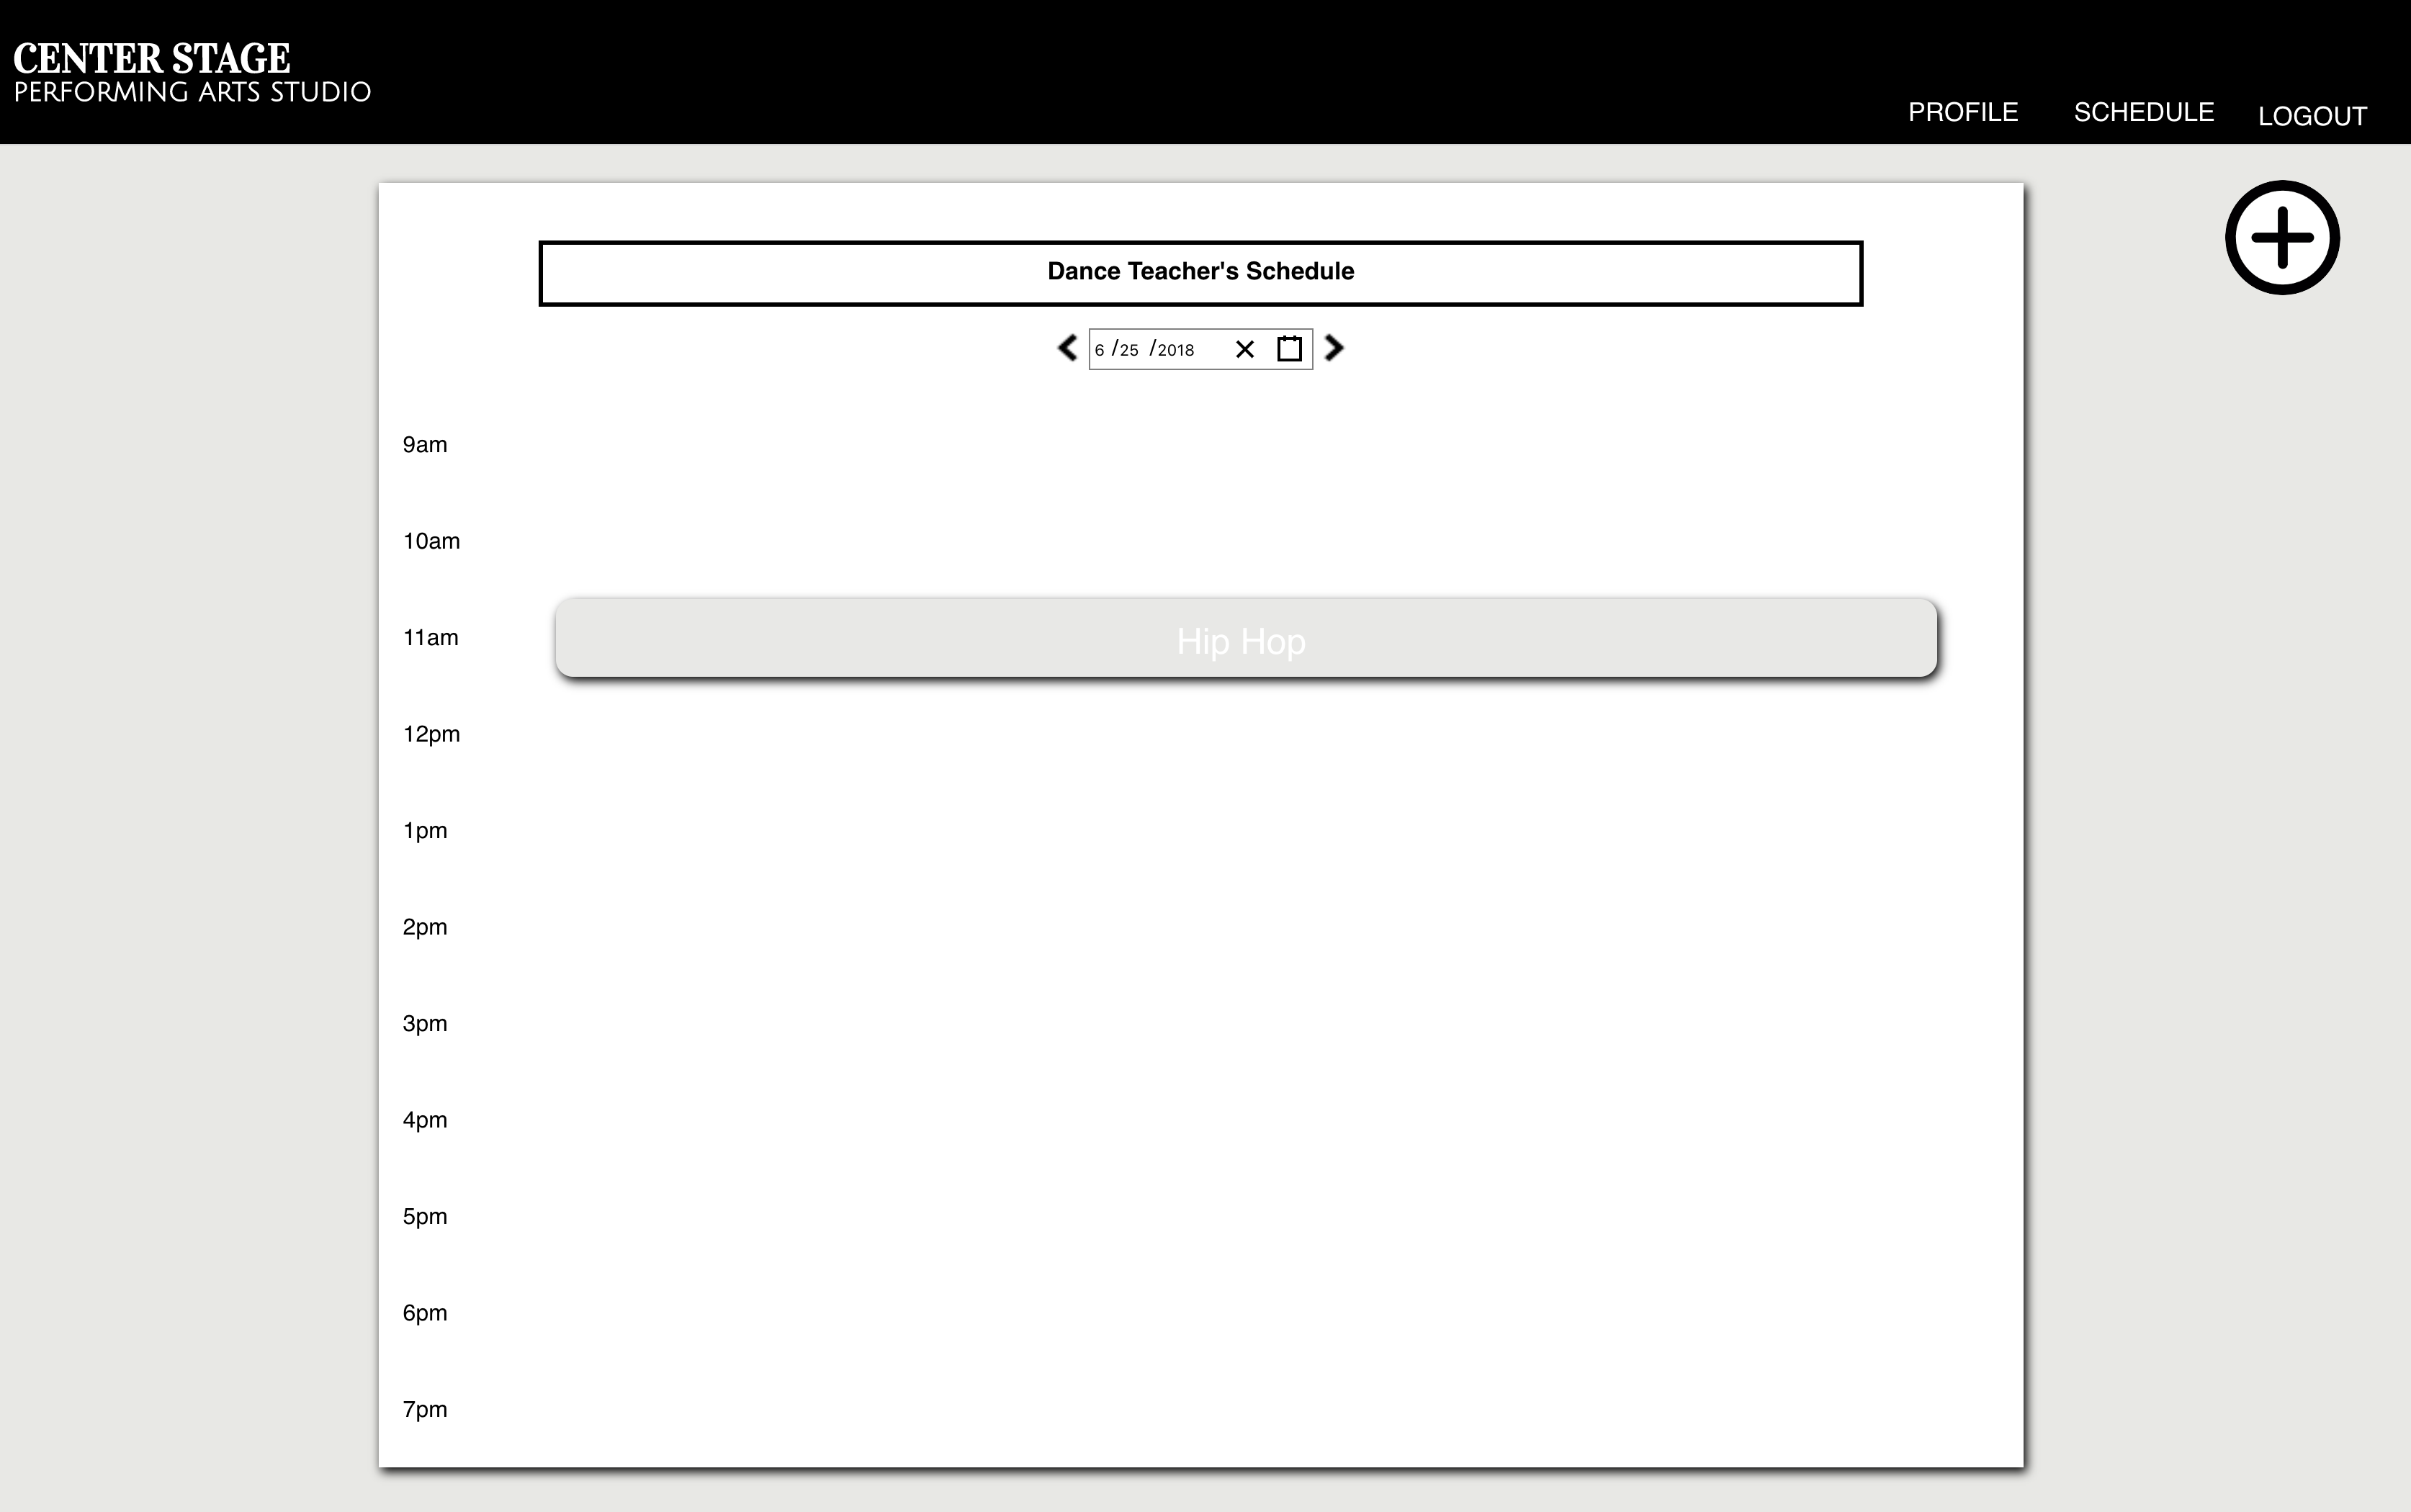 CENTER STAGE
PERFORMING ARTS STUDIO
PROFILE SCHEDULE LOGOUT
Dance Teacher's Schedule
6 /25 /2018
9am
10am
11am Hip Hop
12pm
1pm
2pm
3pm
4pm
5pm
6pm
7pm